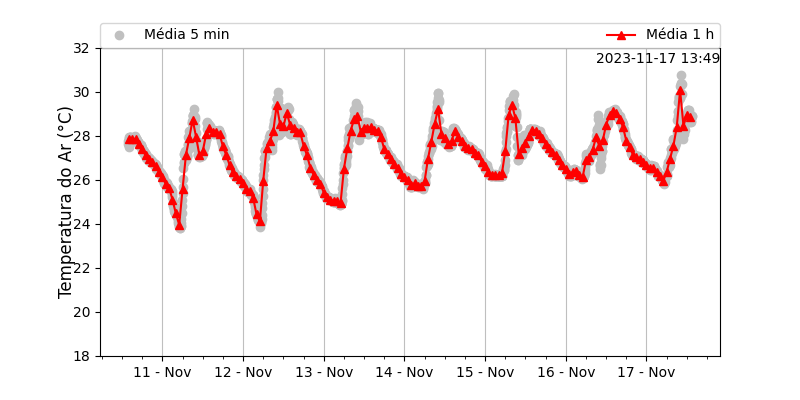 Média 5 min
Média 1 h
2023-11-17 13:49
Temperatura do Ar (°C)
32
30
28
26
24
22
20
18
11 - Nov
12 - Nov
13 - Nov
14 - Nov
15 - Nov
16 - Nov
17 - Nov